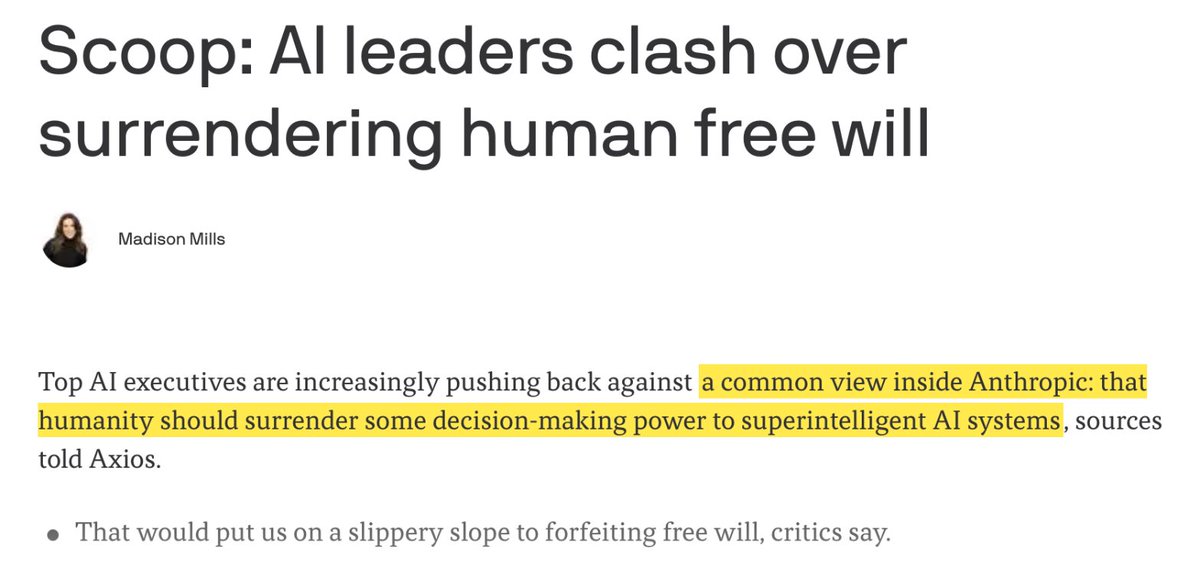 Scoop: AI leaders clash over
surrendering human free will
Madison Mills
Top AI executives are increasingly pushing back against a common view inside Anthropic: that
humanity should surrender some decision-making power to superintelligent AI systems, sources
told Axios.
• That would put us on a slippery slope to forfeiting free will, critics say.